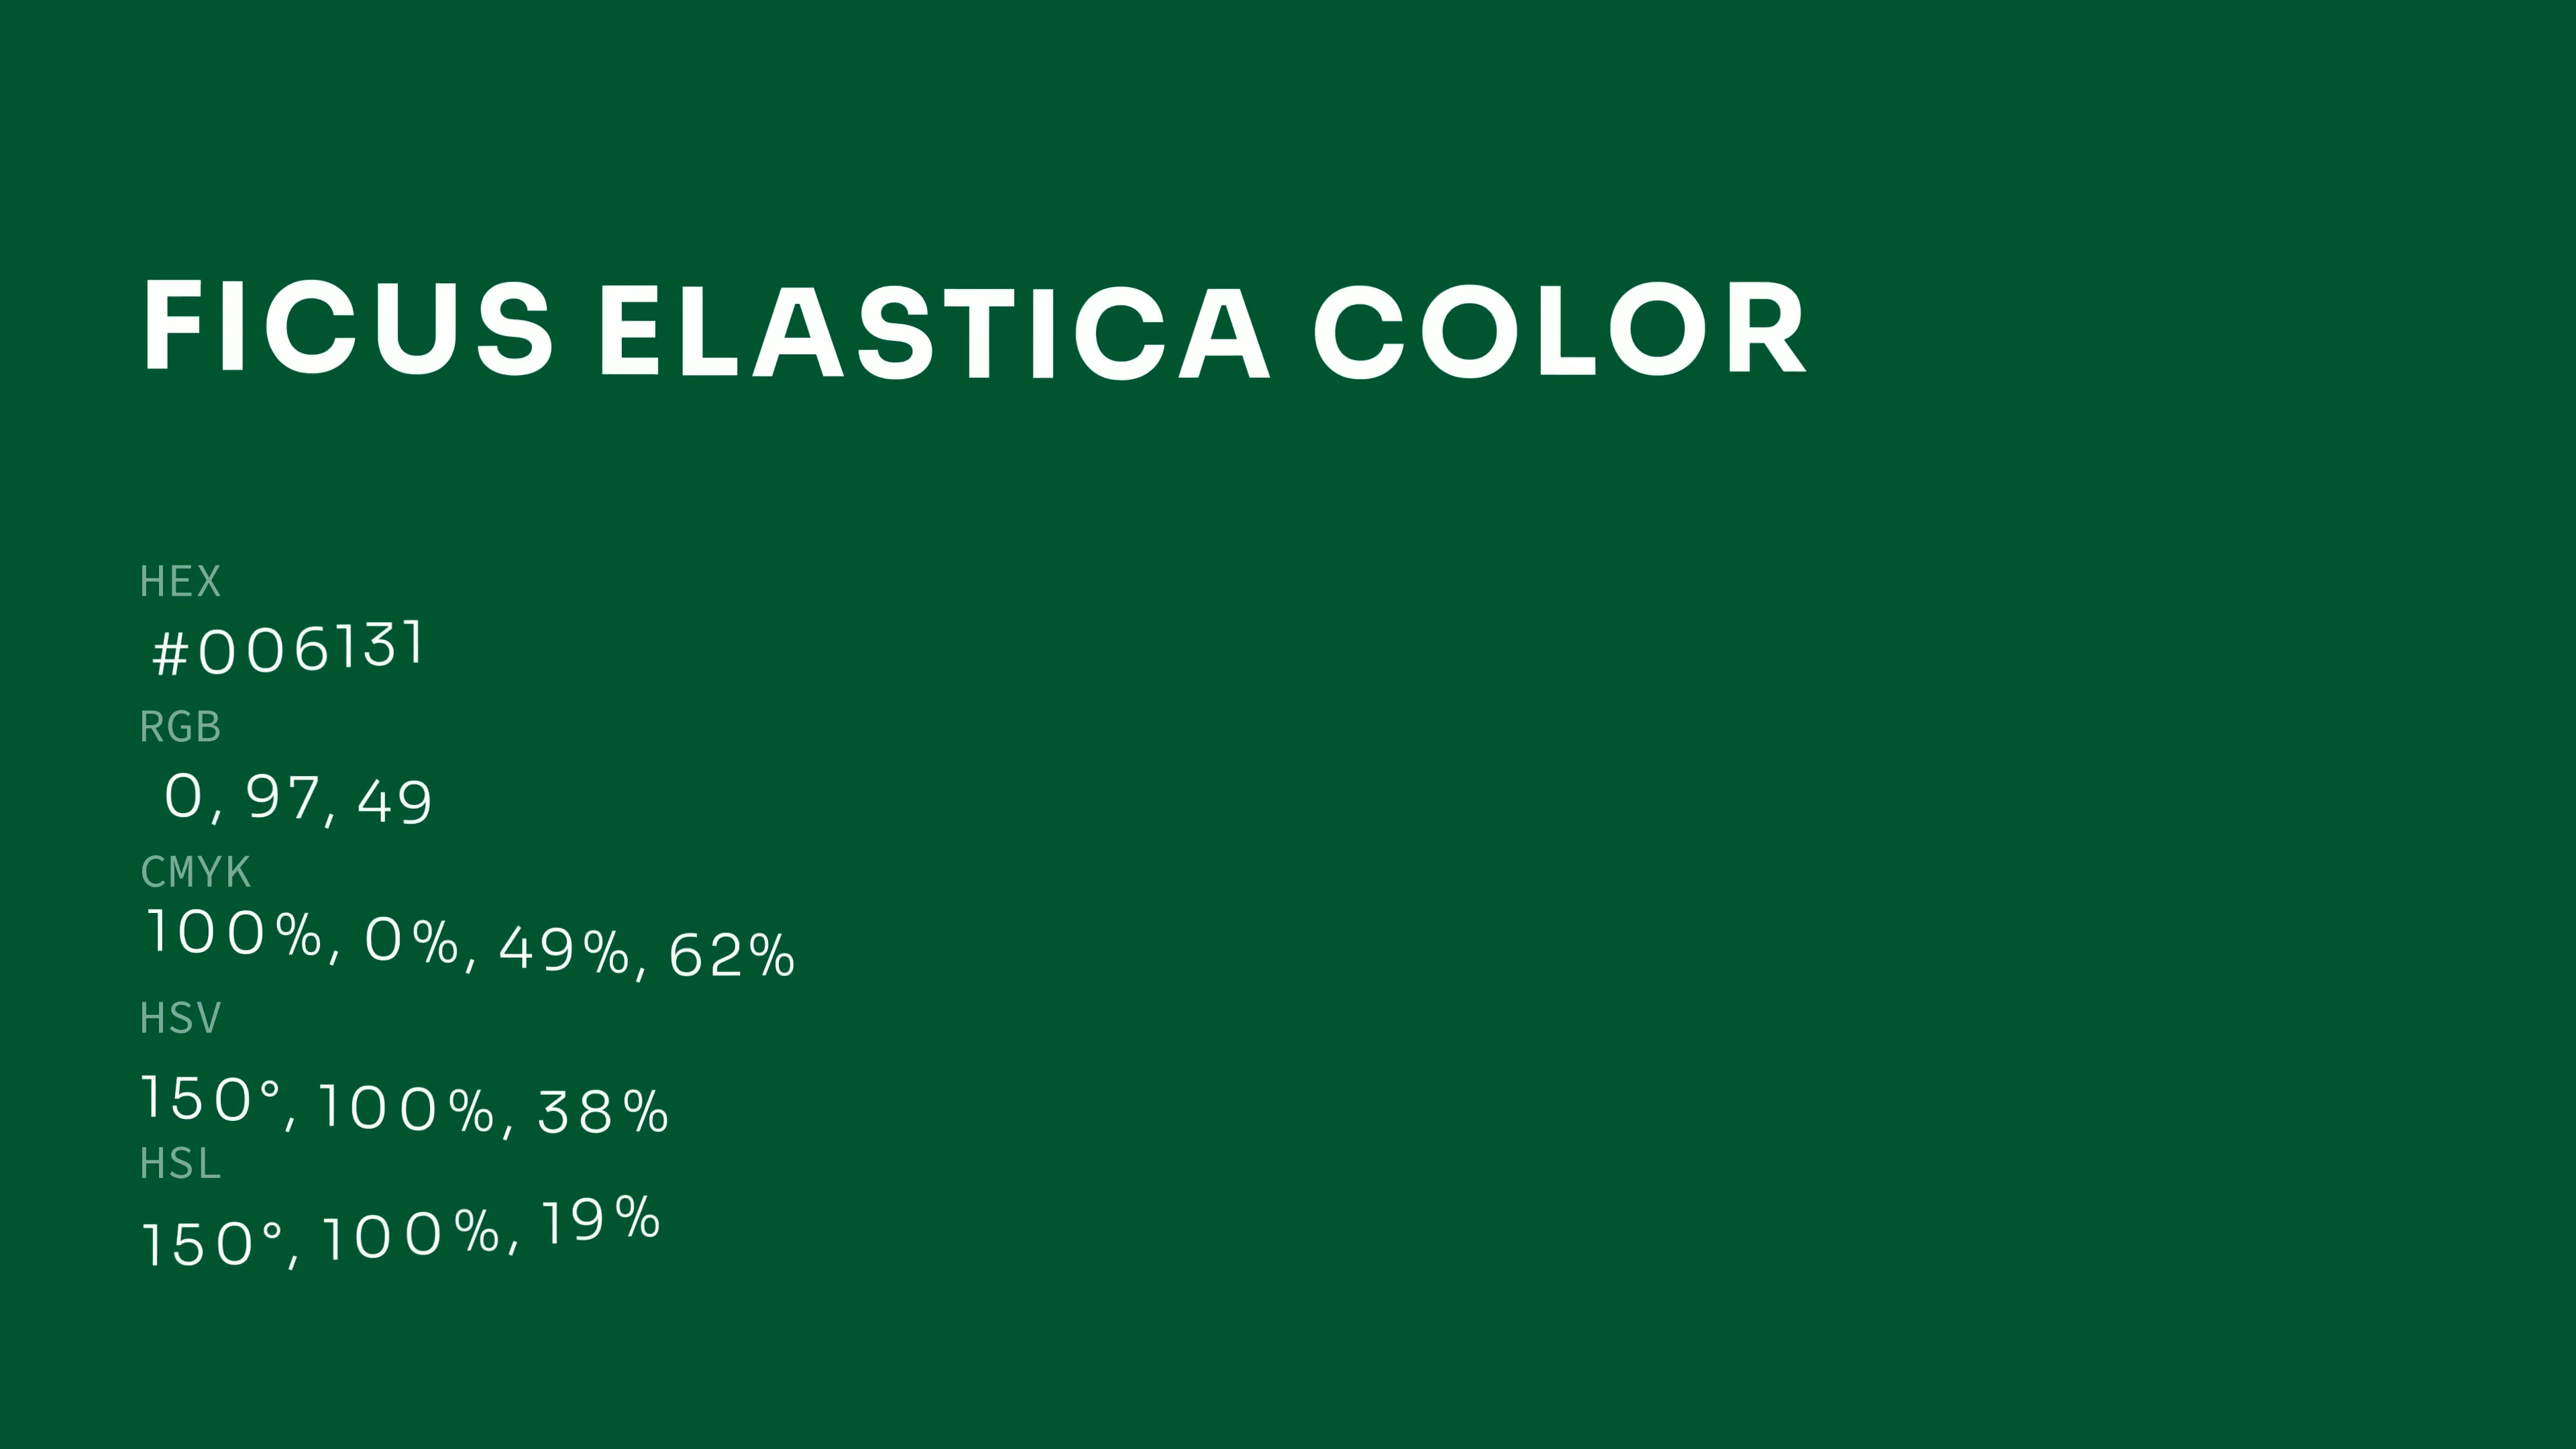 FICUS ELASTICA COLOR
HEX
#006131
RGB
0, 97, 49
CMYK
100%, 0%, 49%, 62%
HSV
150°, 100%, 38%
HSL
150°, 100%, 19%